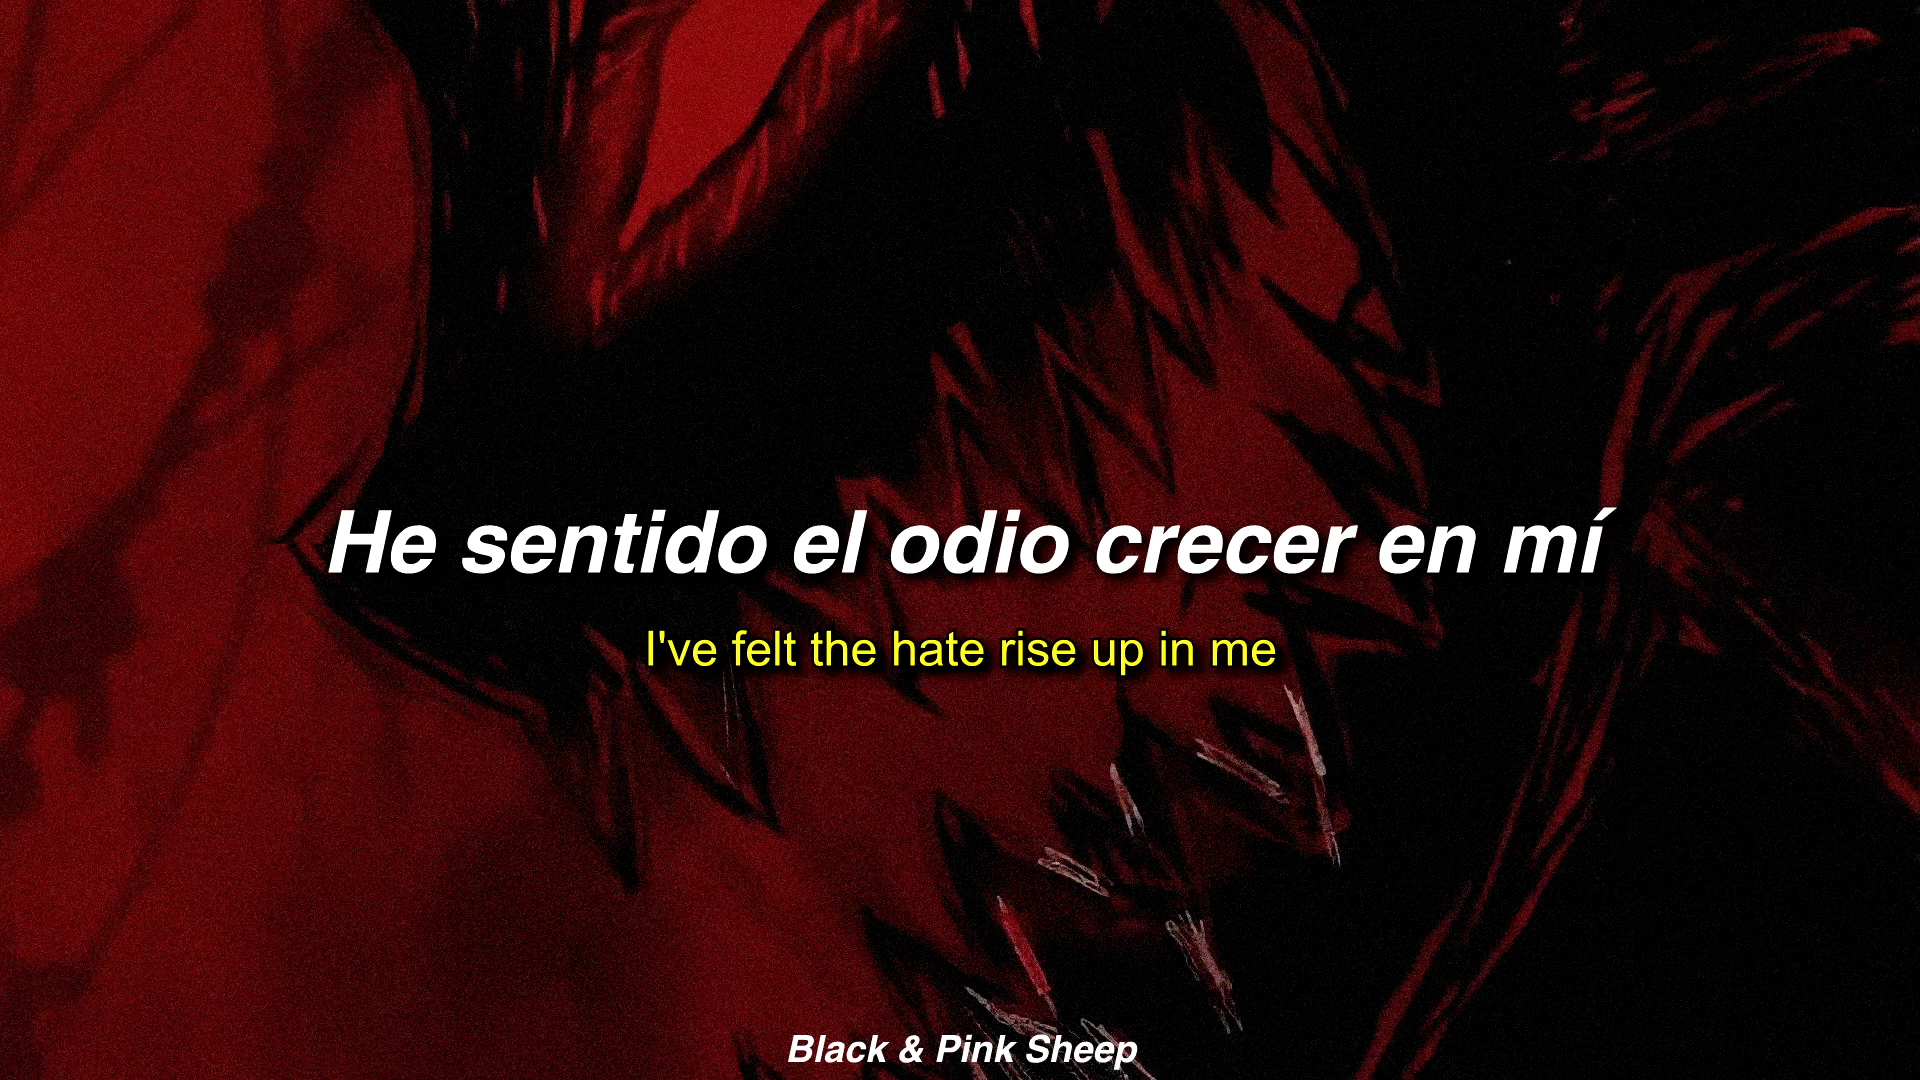 He sentido el odio crecer en mí
I've felt the hate rise up in me
Black & Pink Sheep